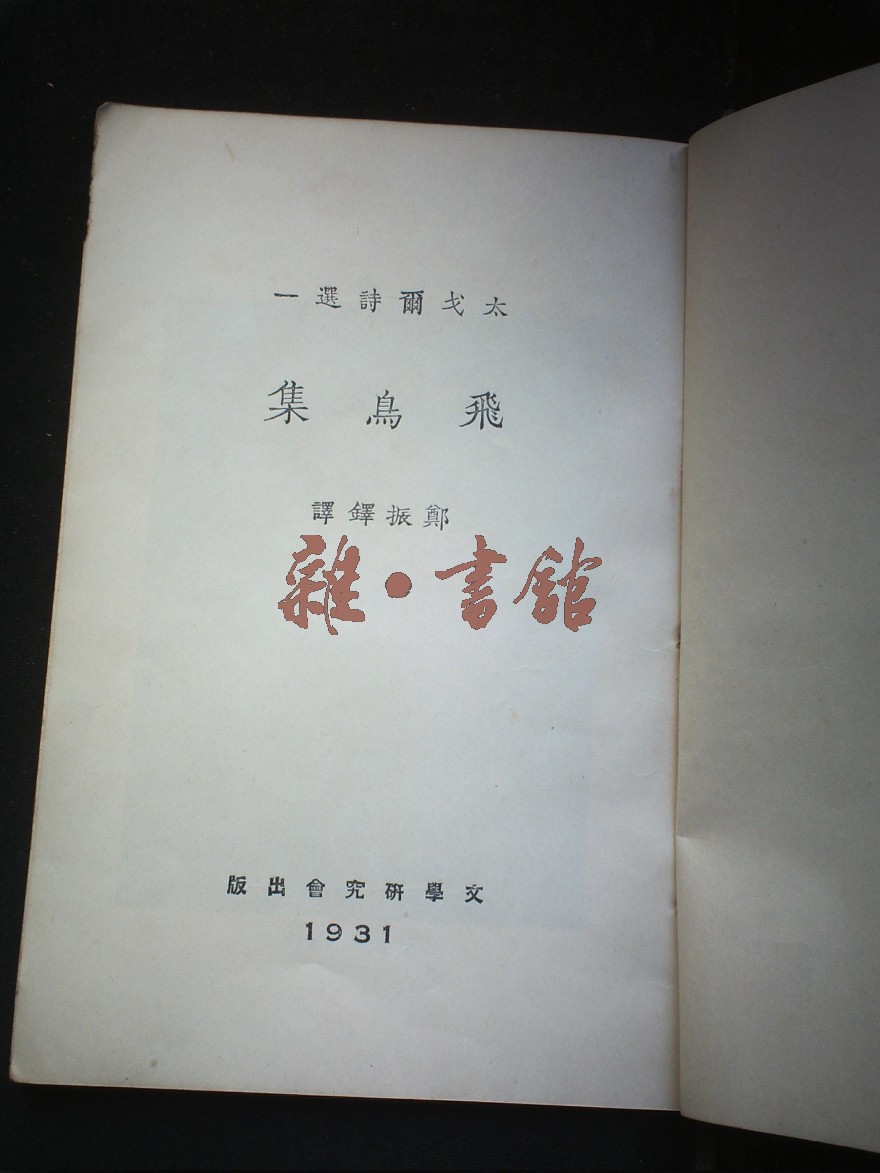 太戈爾詩選一
飛鳥集
鄭振鐸譯
雜·書館
文學研究會出版
1931